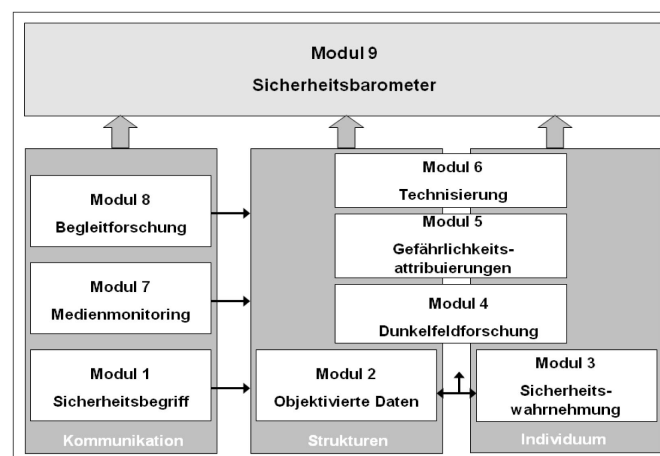 Modul 9
Sicherheitsbarometer
Modul 8
Begleitforschung
Modul 7
Medienmonitoring
Modul 1
Sicherheitsbegriff
Kommunikation
Modul 6
Technisierung
Modul 5
Gefährlichkeits-
attribuierungen
Modul 4
Dunkelfeldforschung
Modul 2
Objektivierte Daten
Strukturen
Modul 3
Sicherheits-
wahrnehmung
Individuum